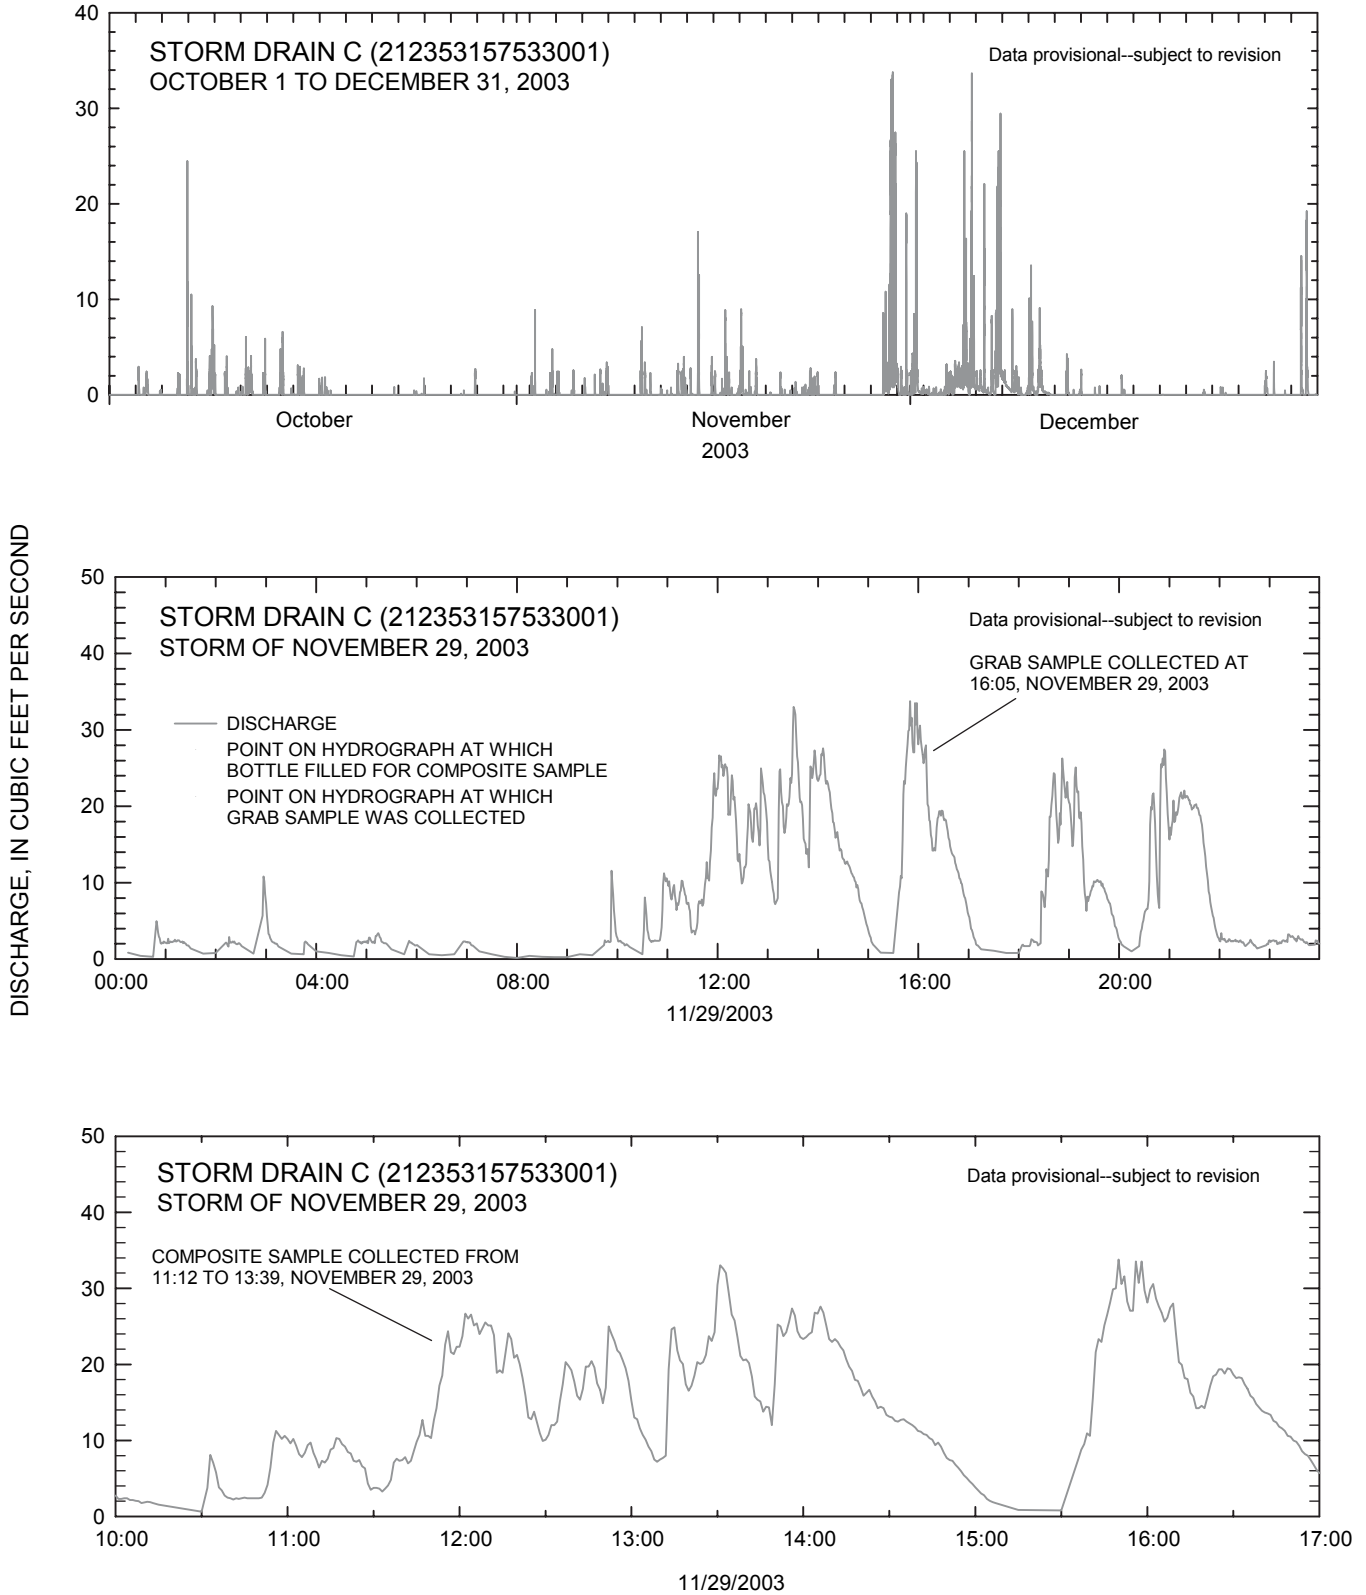 DISCHARGE, IN CUBIC FEET PER SECOND
40
30
20
10
0
STORM DRAIN C (212353157533001)
OCTOBER 1 TO DECEMBER 31, 2003
Data provisional--subject to revision
October November December
2003
50
40
30
20
10
0
STORM DRAIN C (212353157533001)
STORM OF NOVEMBER 29, 2003
Data provisional--subject to revision
GRAB SAMPLE COLLECTED AT
16:05, NOVEMBER 29, 2003
DISCHARGE
POINT ON HYDROGRAPH AT WHICH
BOTTLE FILLED FOR COMPOSITE SAMPLE
POINT ON HYDROGRAPH AT WHICH
GRAB SAMPLE WAS COLLECTED
00:00 04:00 08:00 12:00 16:00 20:00
11/29/2003
50
40
30
20
10
0
STORM DRAIN C (212353157533001)
STORM OF NOVEMBER 29, 2003
Data provisional--subject to revision
COMPOSITE SAMPLE COLLECTED FROM
11:12 TO 13:39, NOVEMBER 29, 2003
10:00 11:00 12:00 13:00 14:00 15:00 16:00 17:00
11/29/2003